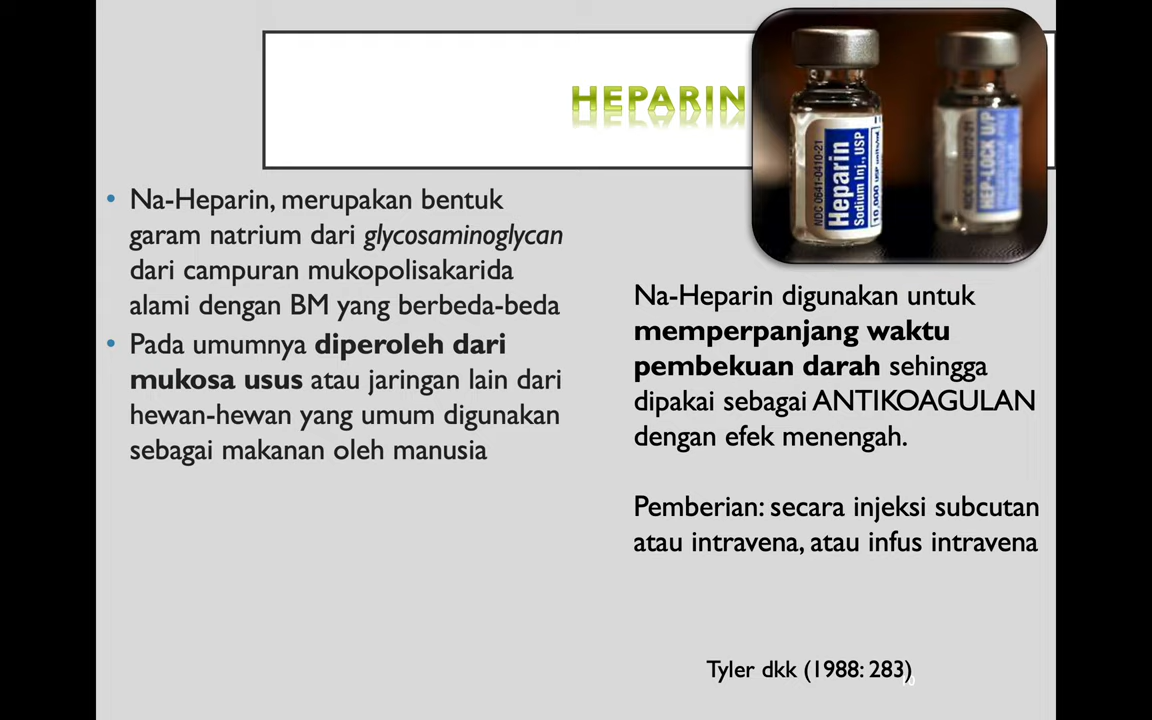 HEPARIN
• Na-Heparin, merupakan bentuk
garam natrium dari glycosaminoglycan
dari campuran mukopolisakarida
alami dengan BM yang berbeda-beda
• Pada umumnya diperoleh dari
mukosa usus atau jaringan lain dari
hewan-hewan yang umum digunakan
sebagai makanan oleh manusia
NDC 0641-0410-21
Heparin
Sodium Inj., USP
10,000 USP
HEP-LOCK U/P
Na-Heparin digunakan untuk
memperpanjang waktu
pembekuan darah sehingga
dipakai sebagai ANTIKOAGULAN
dengan efek menengah.
Pemberian: secara injeksi subcutan
atau intravena, atau infus intravena
Tyler dkk (1988: 283)